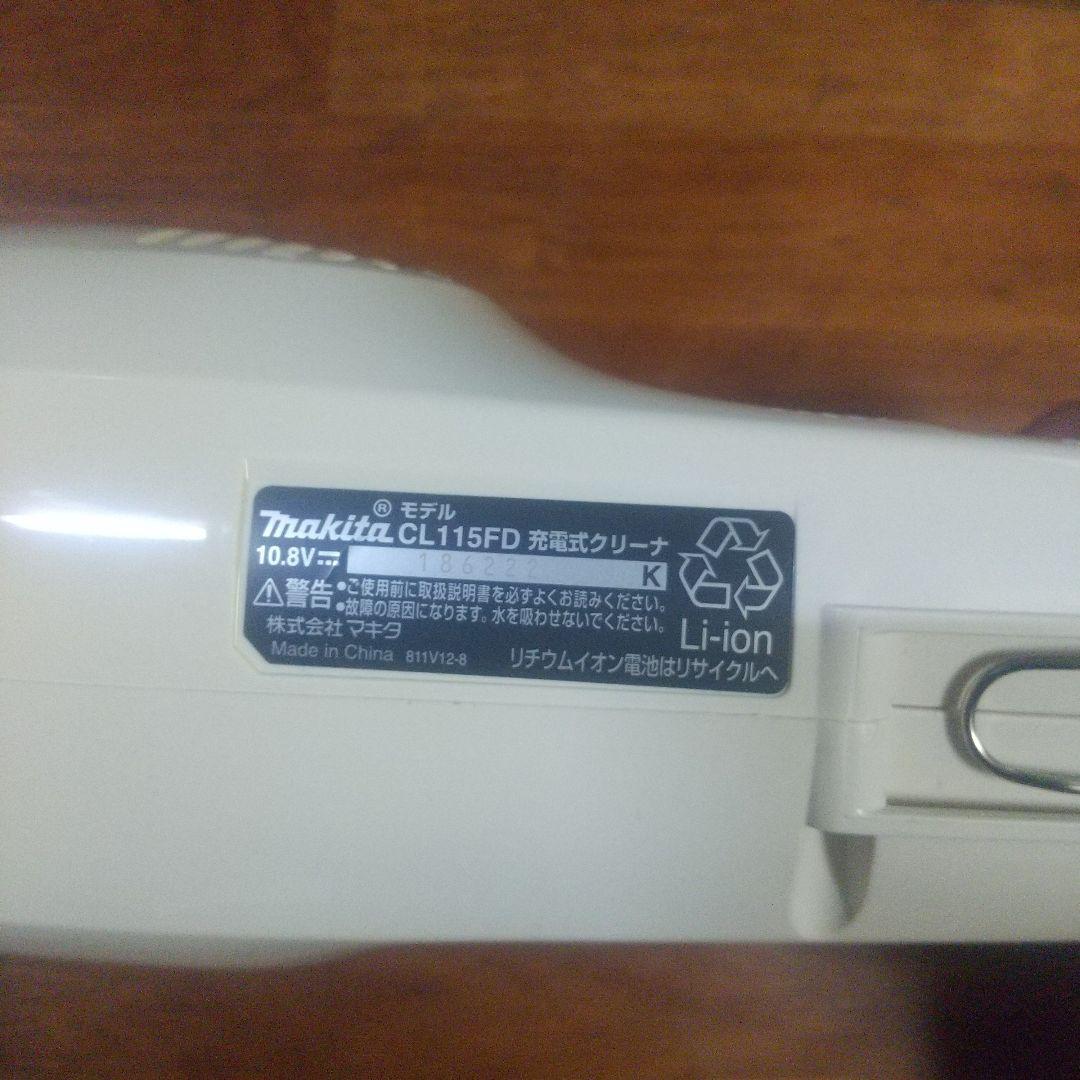 makita® モデル CL115FD 充電式クリーナ
10.8V 186222 K
警告 •ご使用前に取扱説明書を必ずよくお読みください。
•故障の原因になります。水を吸わせないでください。
株式会社 マキタ
Made in China 811V12-8
Li-ion
リチウムイオン電池はリサイクルへ